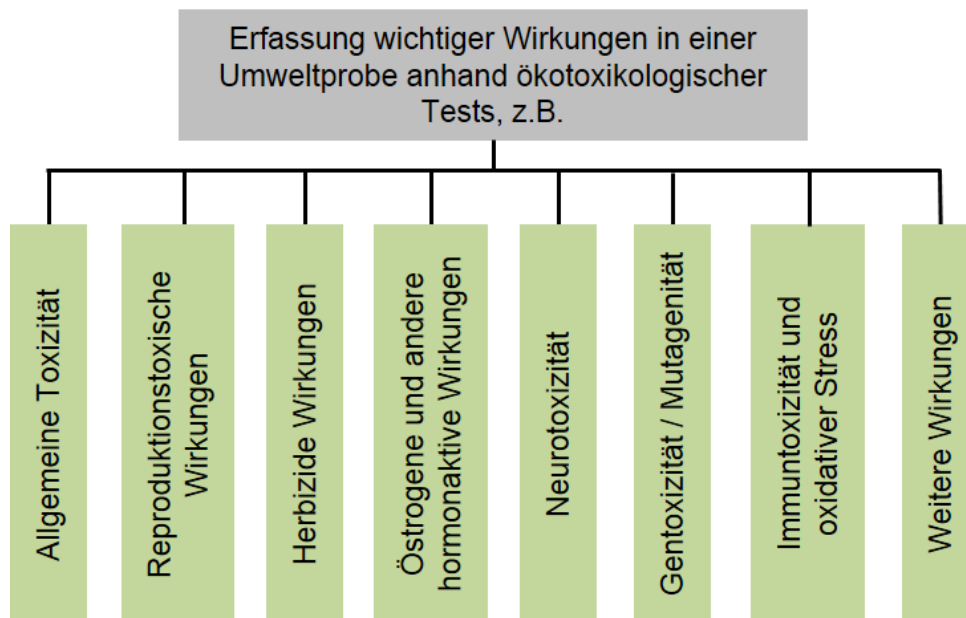 Erfassung wichtiger Wirkungen in einer
Umweltprobe anhand ökotoxikologischer
Tests, z.B.
Allgemeine Toxizität
Reproduktionstoxische
Wirkungen
Herbizide Wirkungen
Östrogene und andere
hormonaktive Wirkungen
Neurotoxizität
Gentoxizität / Mutagenität
Immuntoxizität und
oxidativer Stress
Weitere Wirkungen